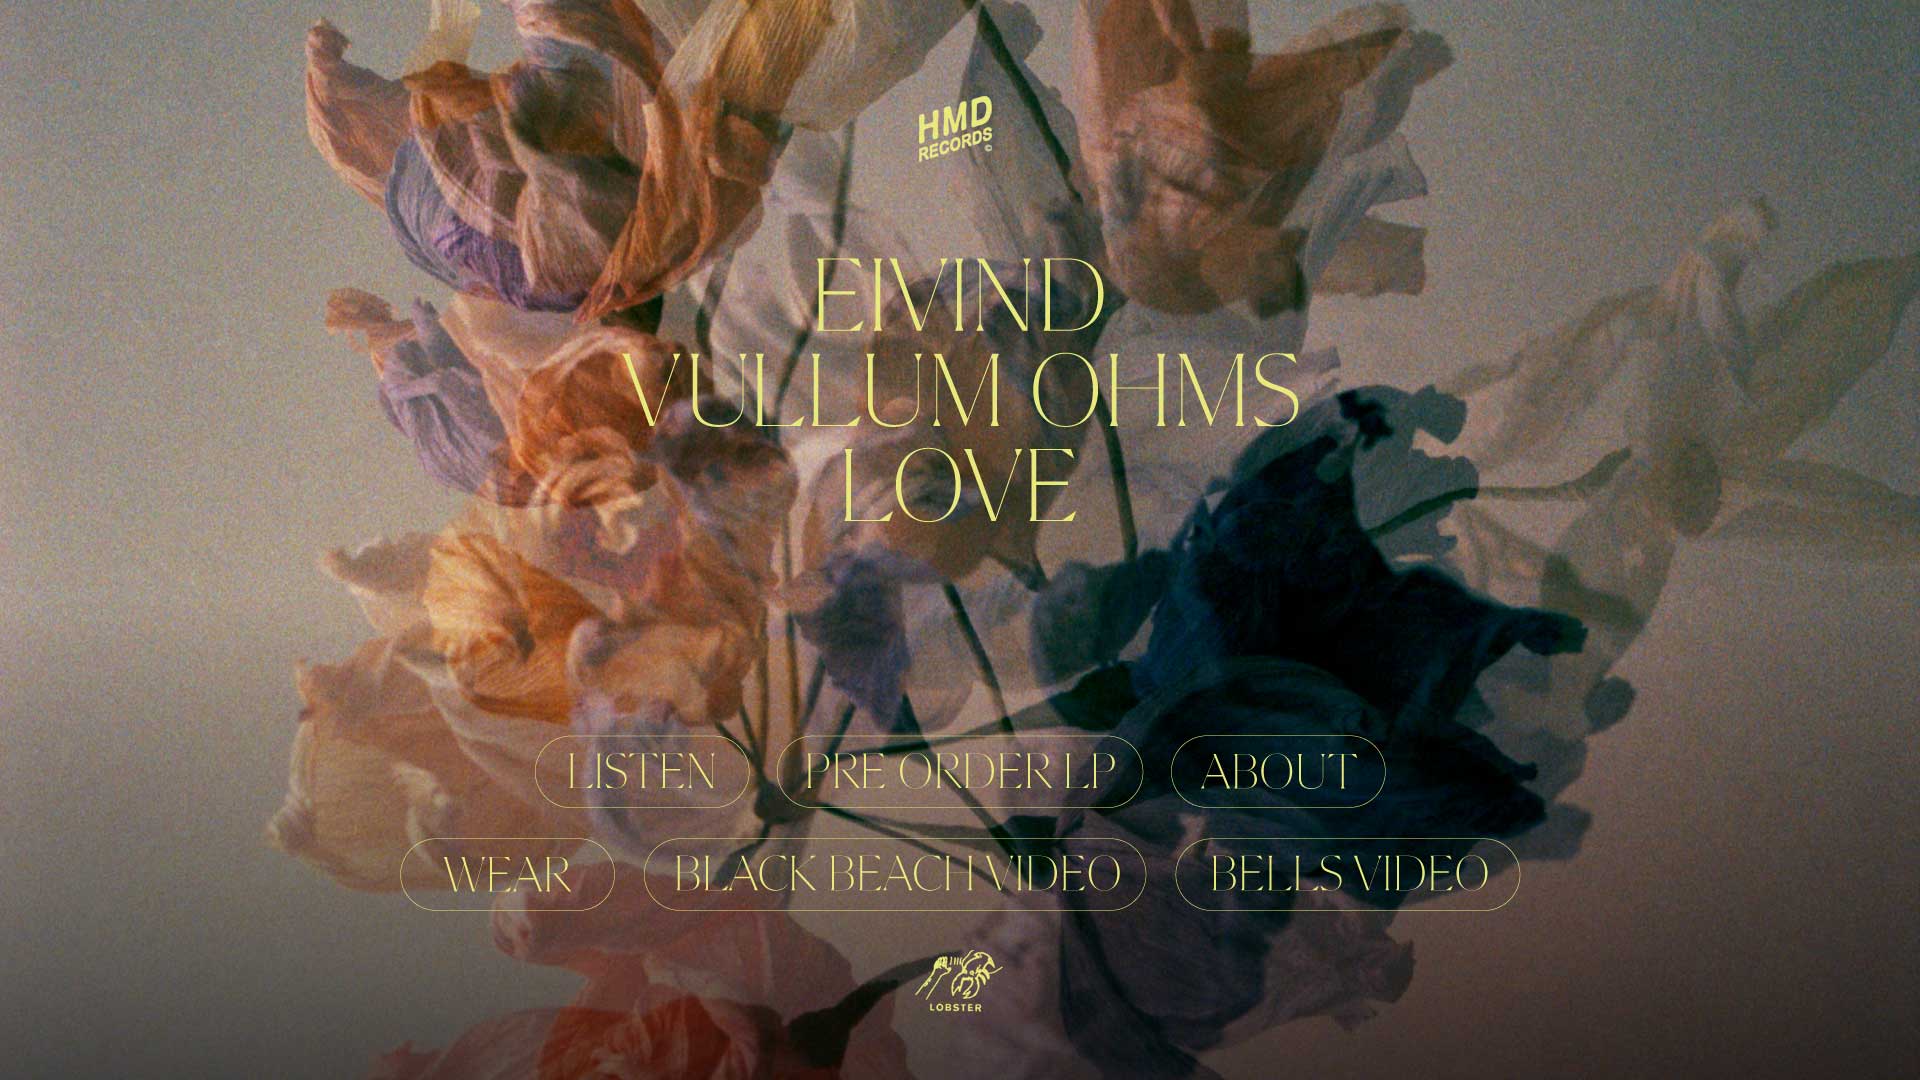 HMD
RECORDS©
EIVIND
VULLUM OHMS
LOVE
LISTEN
PRE ORDER LP
ABOUT
WEAR
BLACK BEACH VIDEO
BELLS VIDEO
LOBSTER